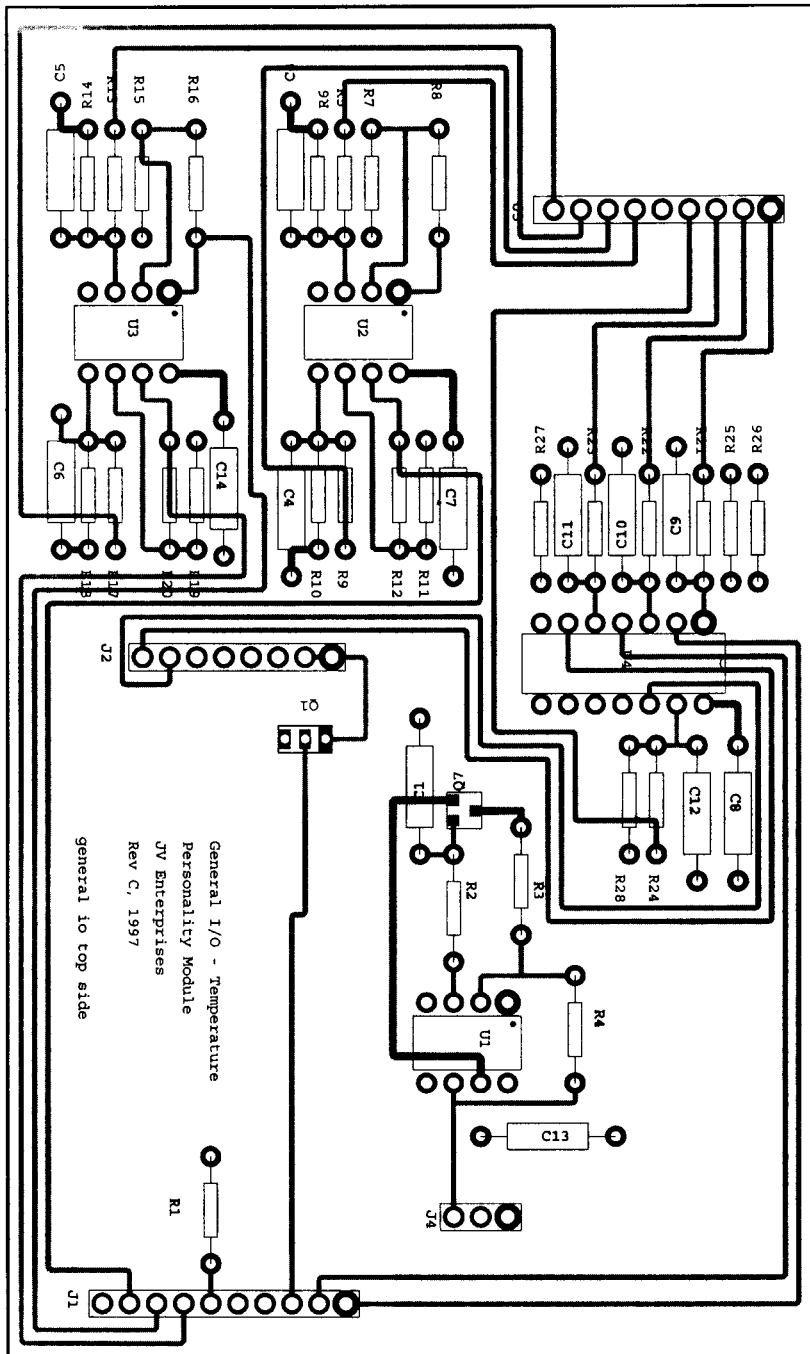 C5
R14
R15
R16
R6
R7
R8
U3
U2
C6
C14
C4
C7
R18
R17
R20
R19
R10
R9
R12
R11
R27
R25
R26
C11
C10
C9
C12
C8
R28
R24
J2
Q1
C1
Q7
R2
R3
R4
U1
C13
J4
R1
J1
General I/O - Temperature
Personality Module
JV Enterprises
Rev C, 1997
general io top side